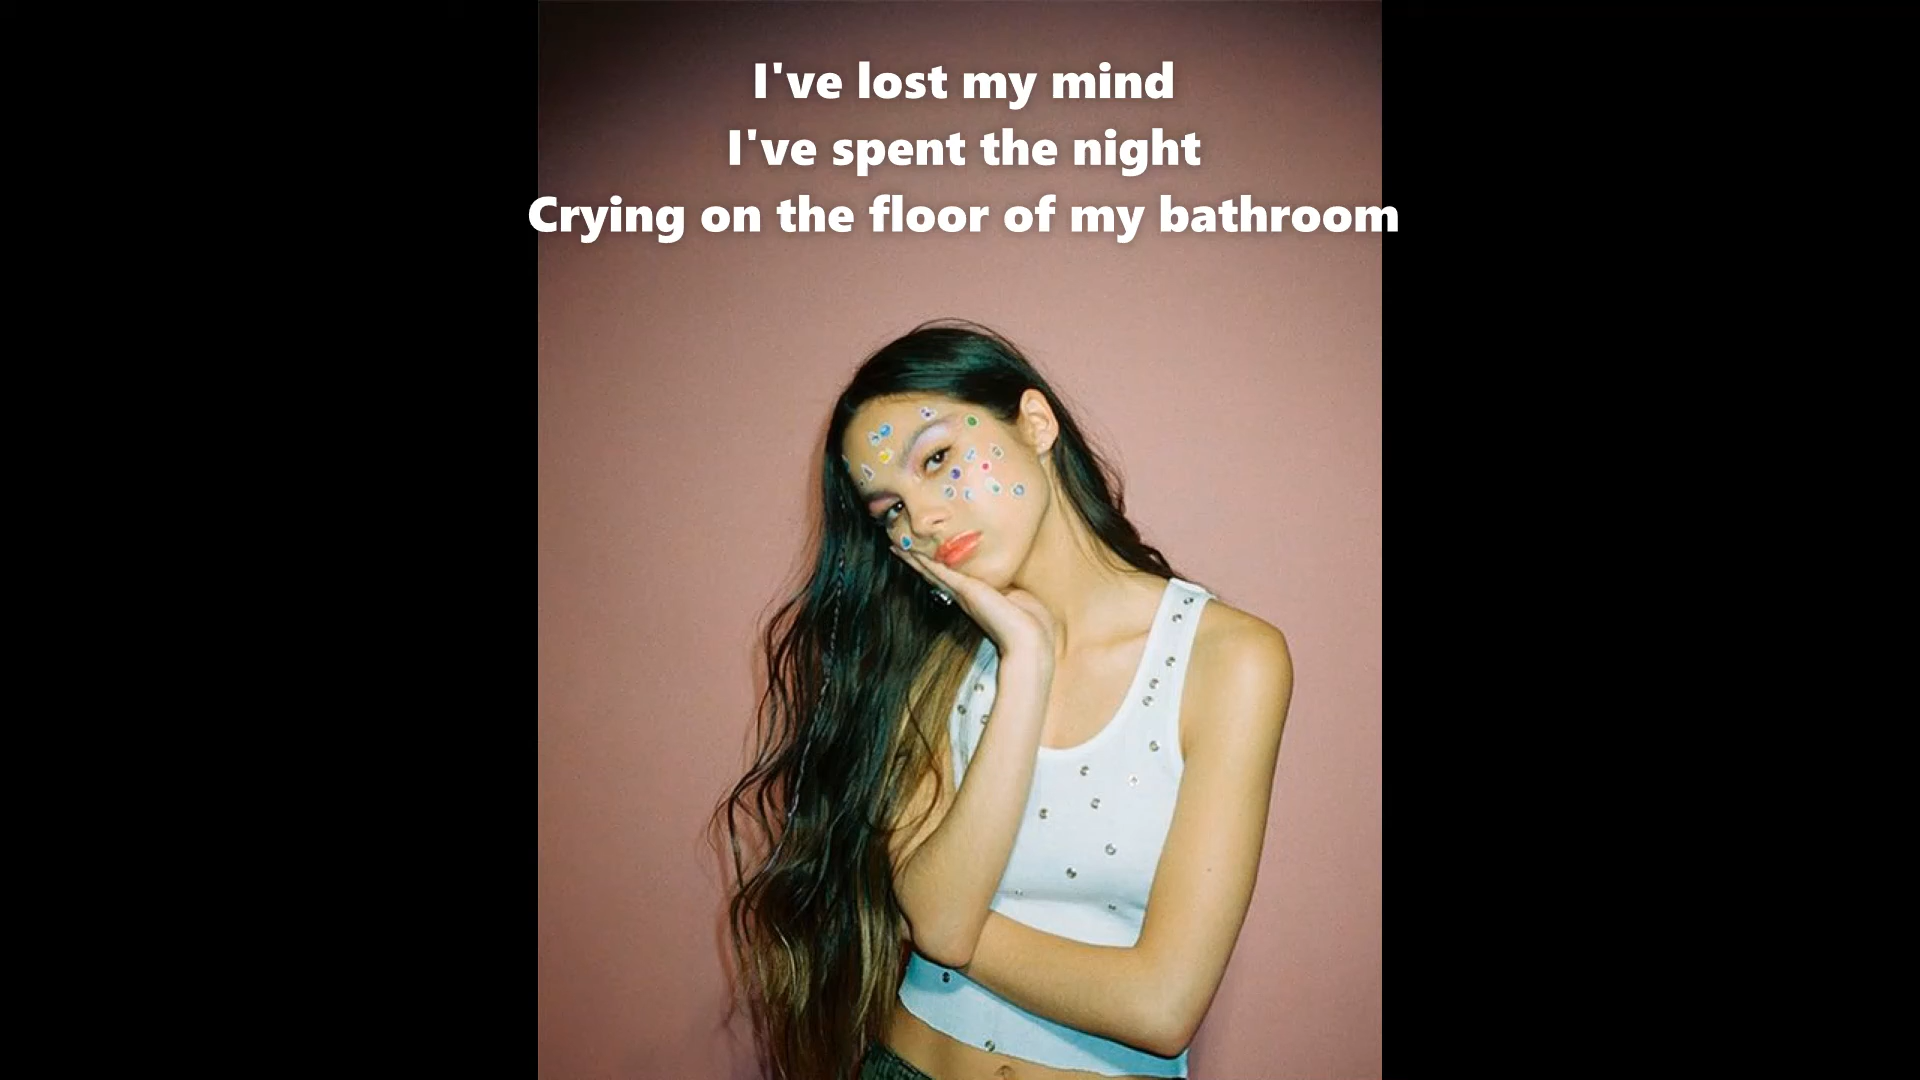 I've lost my mind
I've spent the night
Crying on the floor of my bathroom